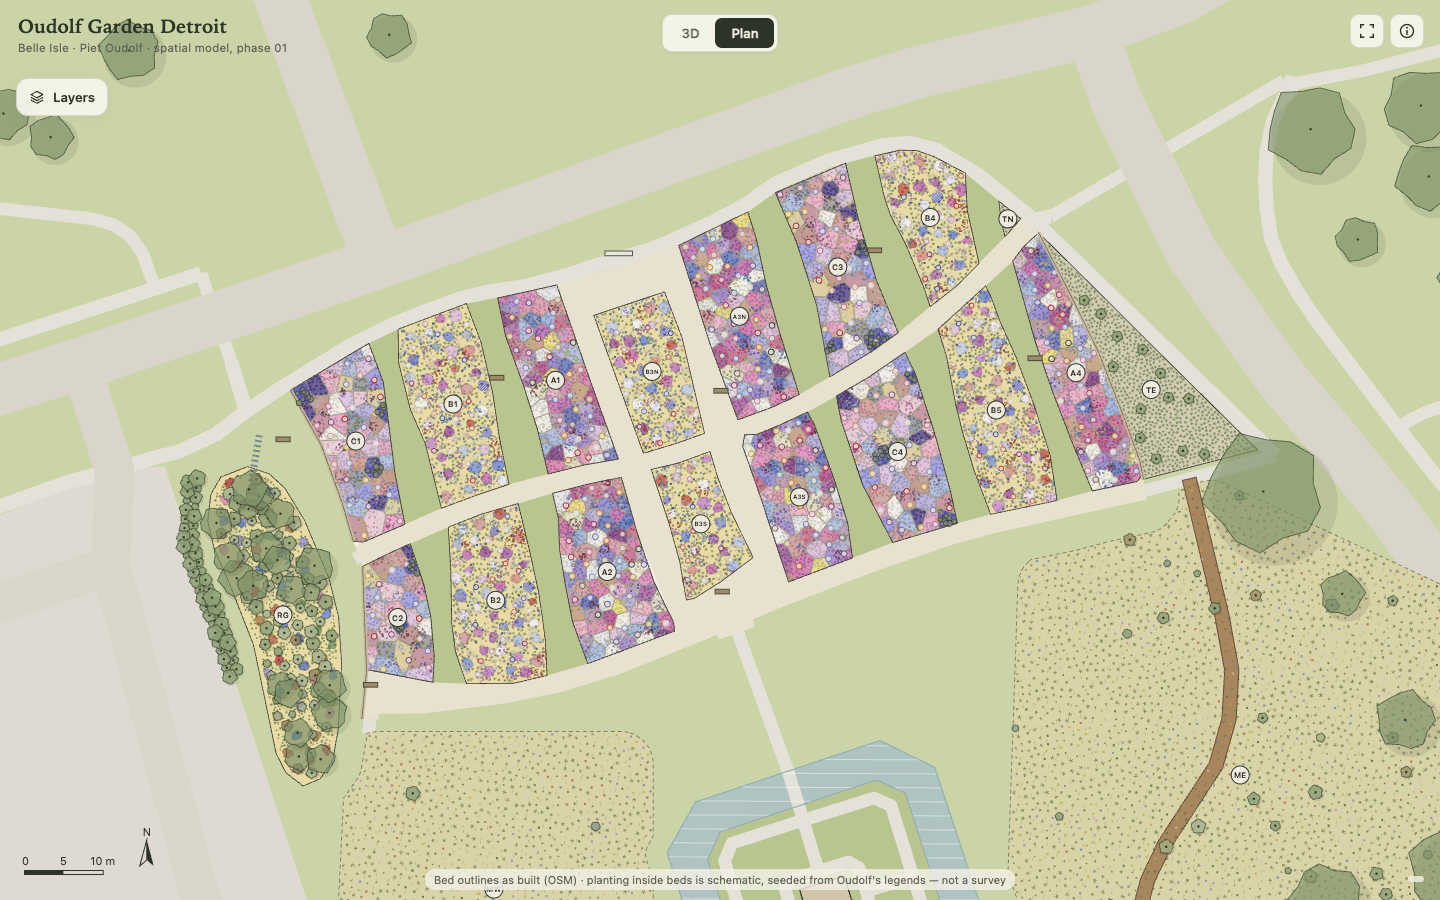 Oudolf Garden Detroit
Belle Isle · Piet Oudolf · spatial model, phase 01
3D
Plan
Layers
B4
TN
C3
A3N
B3N
A1
B1
C1
A4
TE
B5
C4
A3S
B3S
A2
B2
C2
RG
ME
N
0 5 10 m
Bed outlines as built (OSM) · planting inside beds is schematic, seeded from Oudolf's legends — not a survey